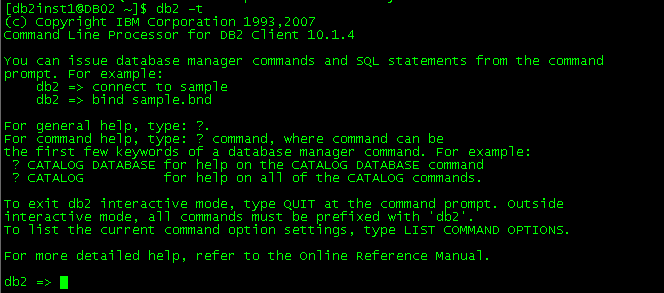 [db2inst1@DB02 ~]$ db2 -t
(c) Copyright IBM Corporation 1993,2007
Command Line Processor for DB2 Client 10.1.4

You can issue database manager commands and SQL statements from the command
prompt. For example:
    db2 => connect to sample
    db2 => bind sample.bnd

For general help, type: ?.
For command help, type: ? command, where command can be
the first few keywords of a database manager command. For example:
 ? CATALOG DATABASE for help on the CATALOG DATABASE command
 ? CATALOG          for help on all of the CATALOG commands.

To exit db2 interactive mode, type QUIT at the command prompt. Outside
interactive mode, all commands must be prefixed with 'db2'.
To list the current command option settings, type LIST COMMAND OPTIONS.

For more detailed help, refer to the Online Reference Manual.

db2 =>